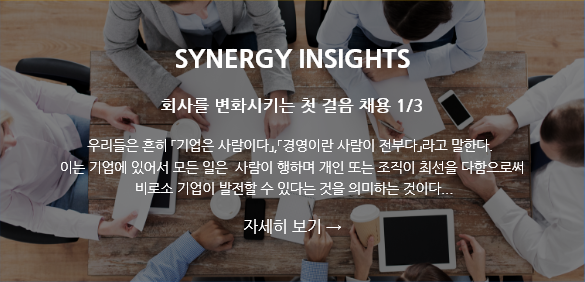 SYNERGY INSIGHTS
회사를 변화시키는 첫 걸음 채용 1/3
우리들은 흔히 「기업은 사람이다」,「경영이란 사람이 전부다」라고 말한다.
이는 기업에 있어서 모든 일은 사람이 행하며 개인 또는 조직이 최선을 다함으로써
비로소 기업이 발전할 수 있다는 것을 의미하는 것이다...
자세히 보기 →